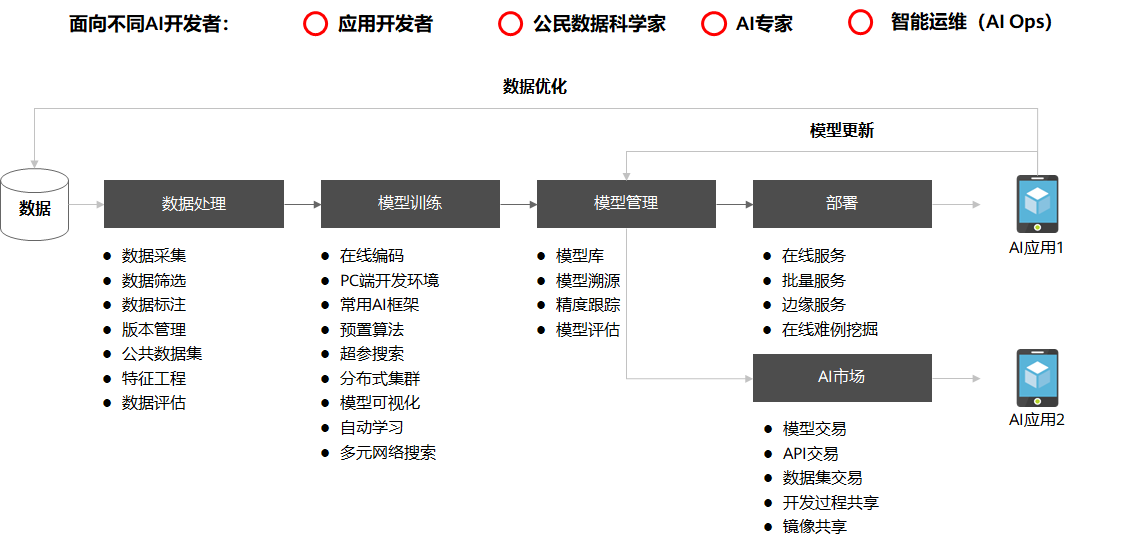 面向不同AI开发者： 应用开发者 公民数据科学家 AI专家 智能运维（AI Ops）
数据优化
模型更新
数据
数据处理
数据采集
数据筛选
数据标注
版本管理
公共数据集
特征工程
数据评估
模型训练
在线编码
PC端开发环境
常用AI框架
预置算法
超参搜索
分布式集群
模型可视化
自动学习
多元网络搜索
模型管理
模型库
模型溯源
精度跟踪
模型评估
部署
在线服务
批量服务
边缘服务
在线难例挖掘
AI应用1
AI市场
模型交易
API交易
数据集交易
开发过程共享
镜像共享
AI应用2